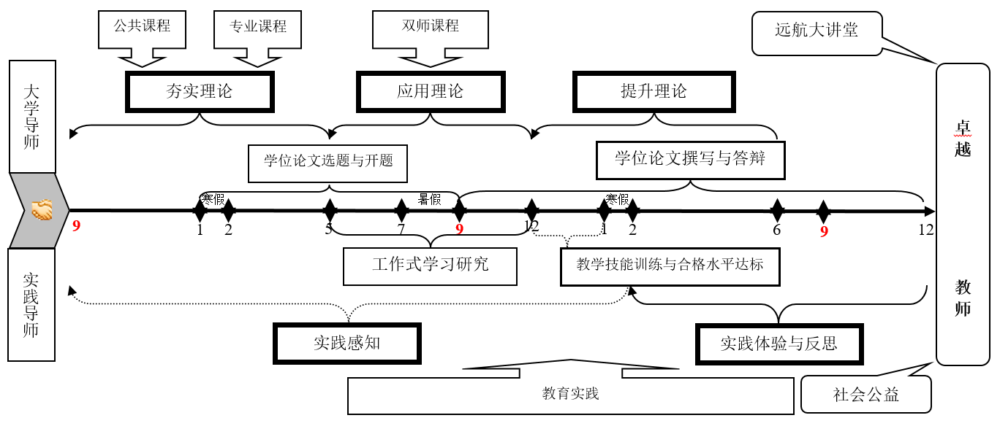 公共课程
专业课程
双师课程
远航大讲堂
大学导师
夯实理论
应用理论
提升理论
卓越
教师
学位论文选题与开题
学位论文撰写与答辩
寒假
暑假
寒假
9
1
2
5
7
9
12
1
2
6
9
12
工作式学习研究
教学技能训练与合格水平达标
实践导师
实践感知
实践体验与反思
教育实践
社会公益